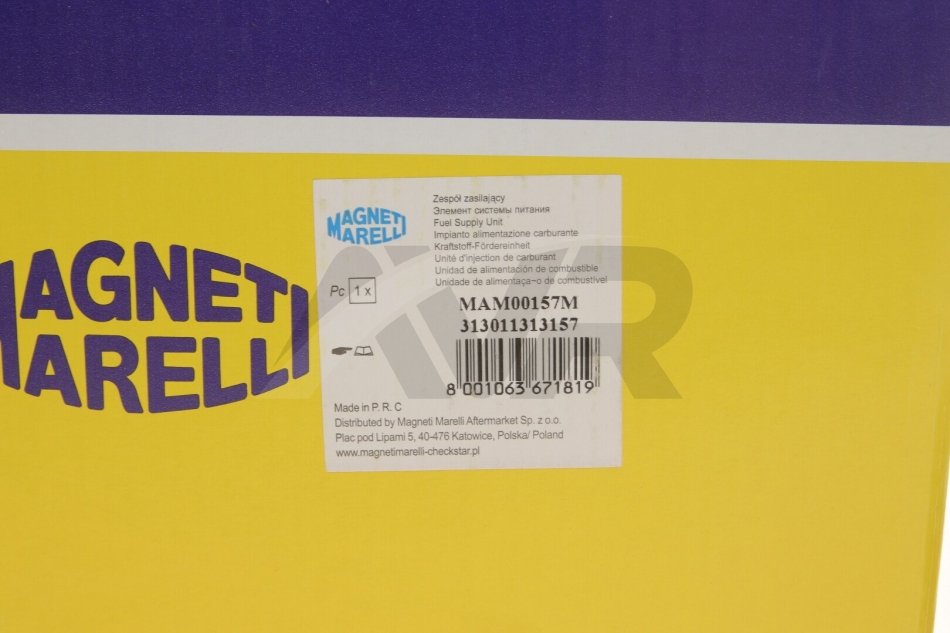 MAGNETI
MARELLI
MAGNETI
MARELLI
Zespół zasilający
Элемент системы питания
Fuel Supply Unit
Impianto alimentazione carburante
Kraftstoff-Fördereinheit
Unité d'injection de carburant
Unidad de alimentación de combustible
Unidade de alimentaça~o de combustível
Pc 1 x
MAM00157M
313011313157
8 001063 671819
Made in P. R. C
Distributed by Magneti Marelli Aftermarket Sp. z o.o.
Plac pod Lipami 5, 40-476 Katowice, Polska/ Poland
www.magnetimarelli-checkstar.pl